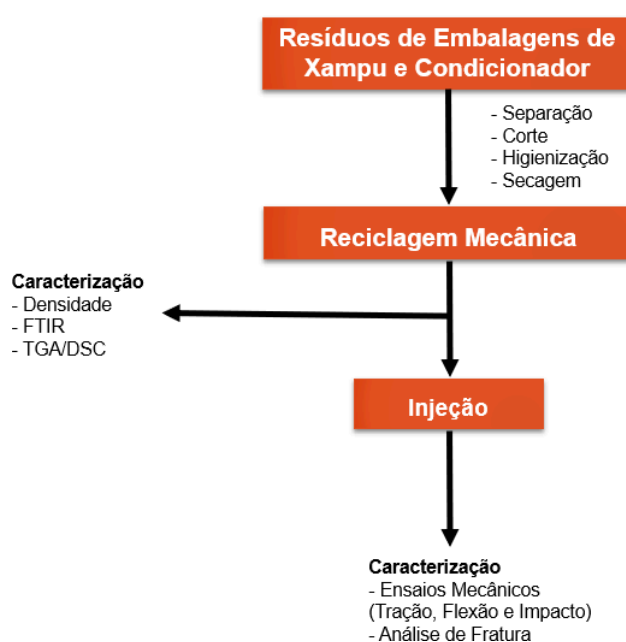 Resíduos de Embalagens de
Xampu e Condicionador
- Separação
- Corte
- Higienização
- Secagem
Reciclagem Mecânica
Caracterização
- Densidade
- FTIR
- TGA/DSC
Injeção
Caracterização
- Ensaios Mecânicos
(Tração, Flexão e Impacto)
- Análise de Fratura